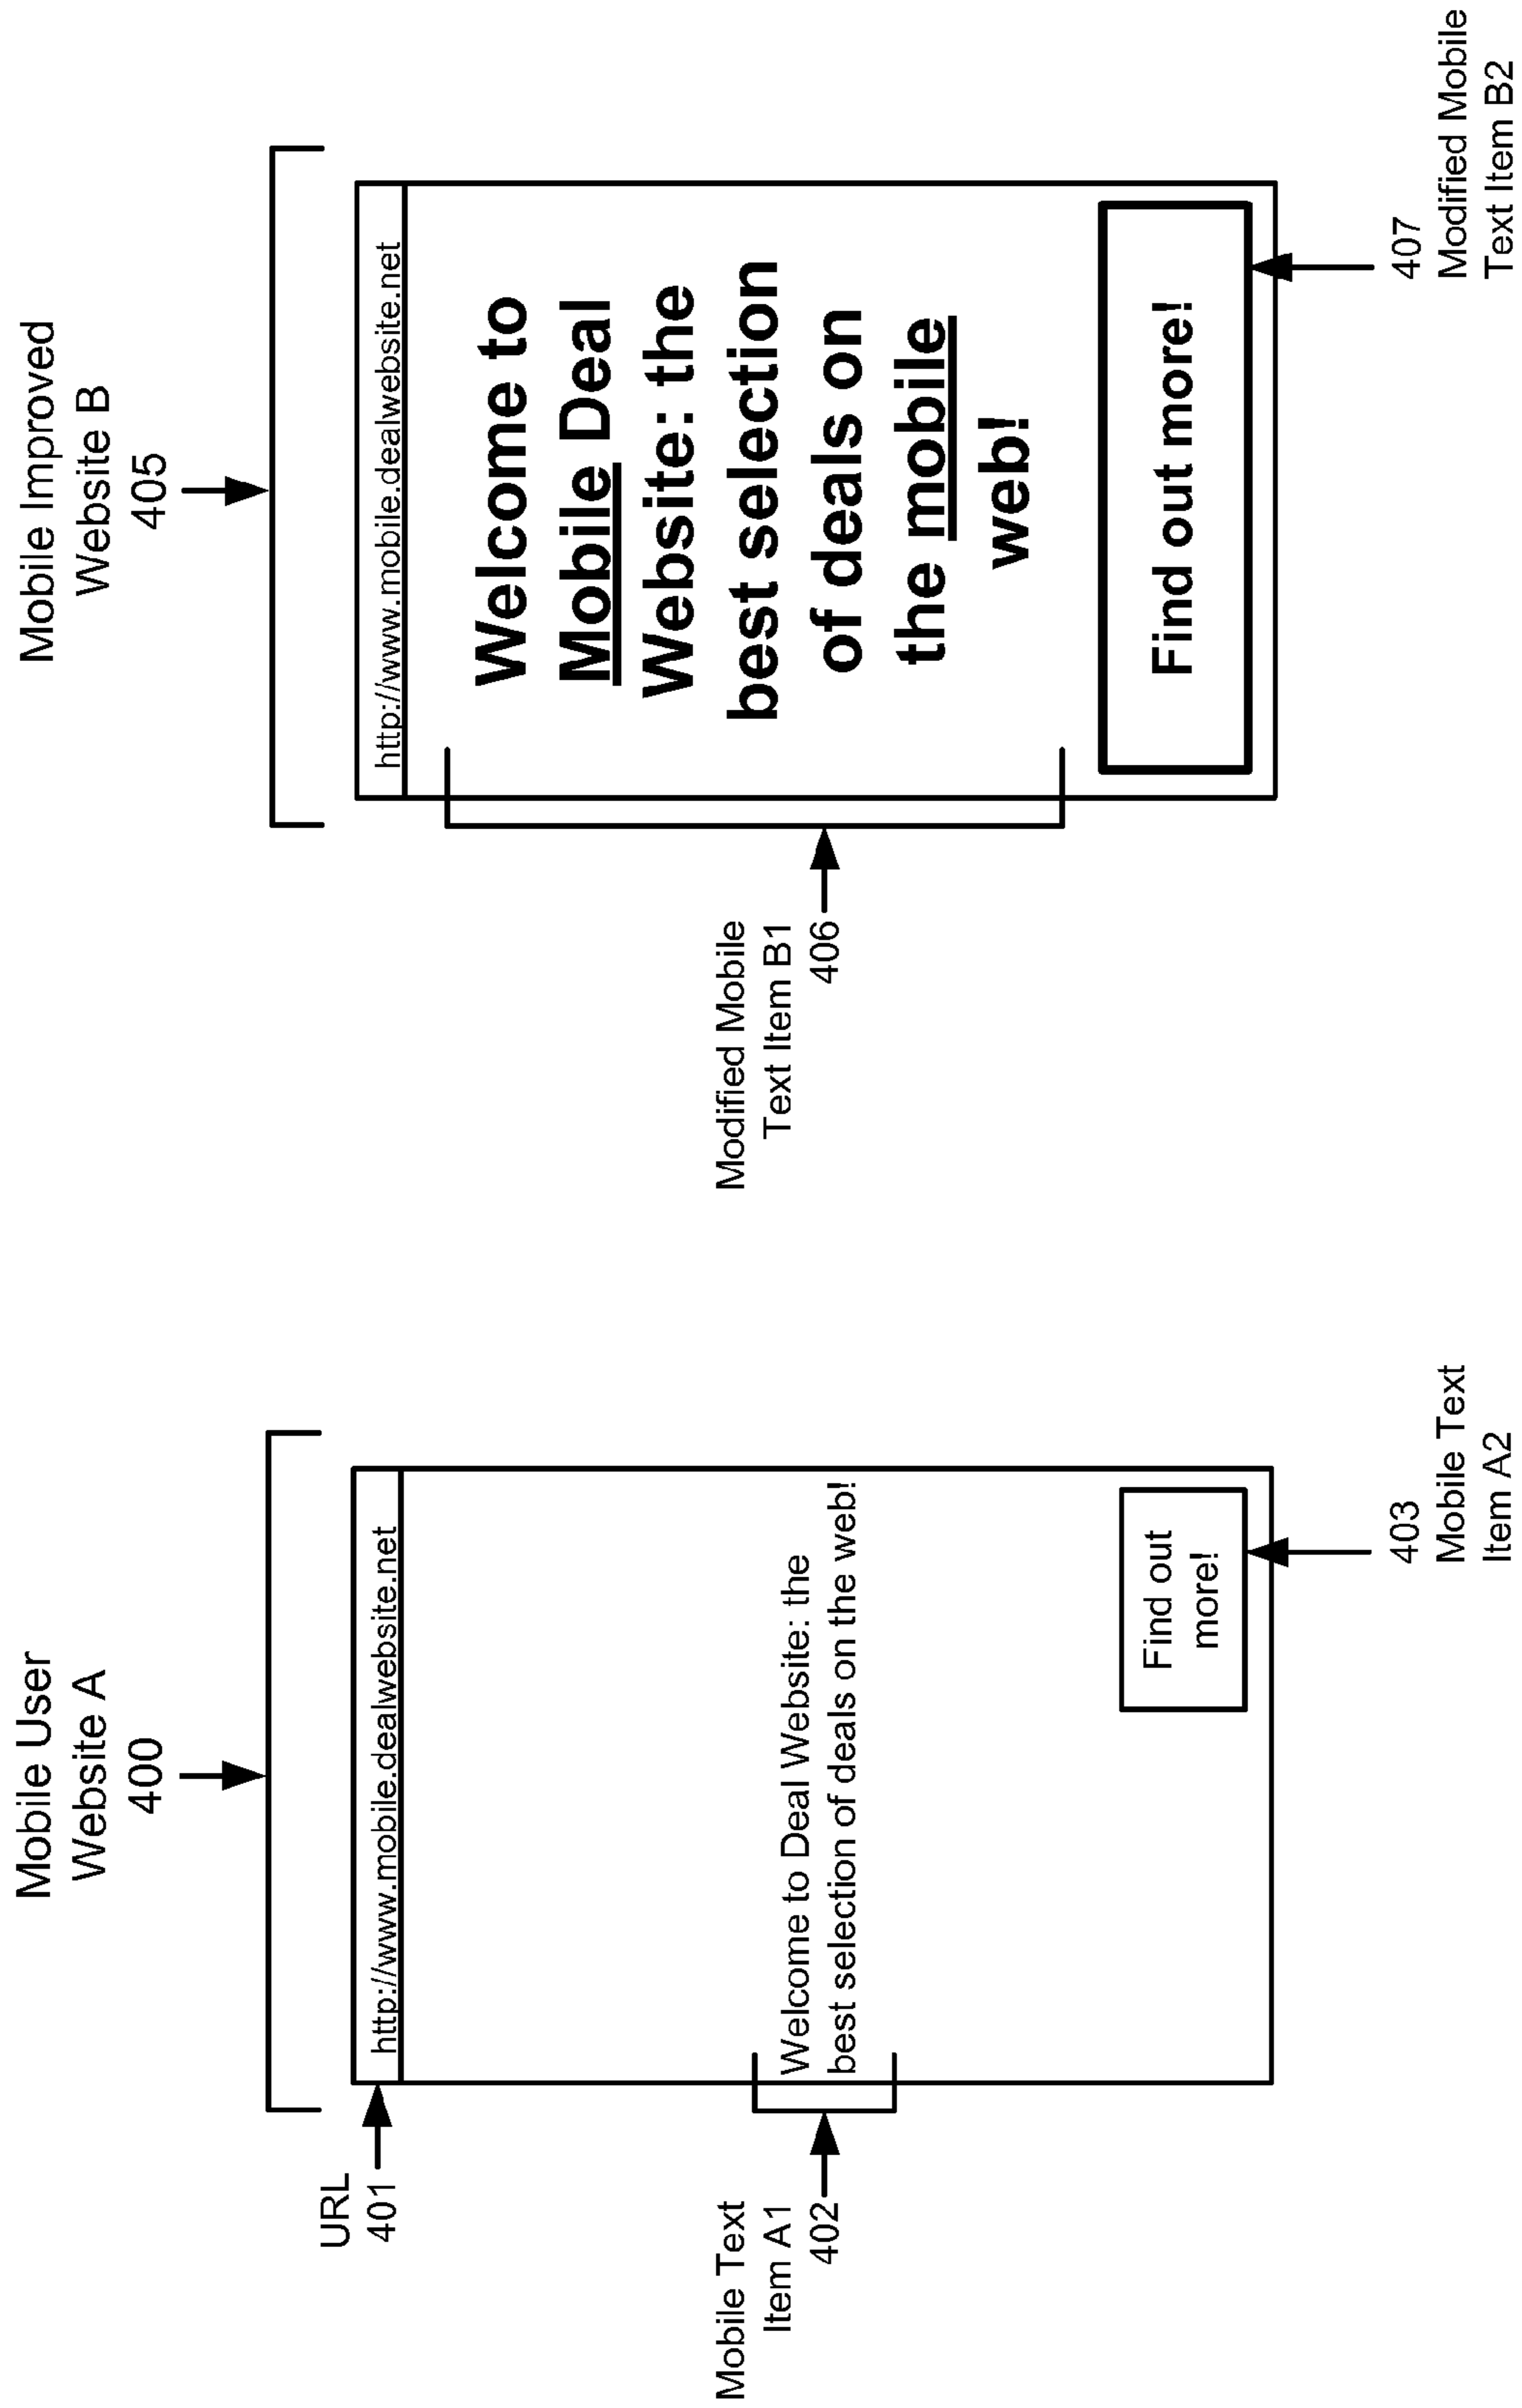 Mobile User
Website A
400
URL
401
http://www.mobile.dealwebsite.net
Mobile Text
Item A1
402
Welcome to Deal Website: the
best selection of deals on the web!
Find out
more!
403
Mobile Text
Item A2
Mobile Improved
Website B
405
http://www.mobile.dealwebsite.net
Modified Mobile
Text Item B1
406
Welcome to
Mobile Deal
Website: the
best selection
of deals on
the mobile
web!
Find out more!
407
Modified Mobile
Text Item B2